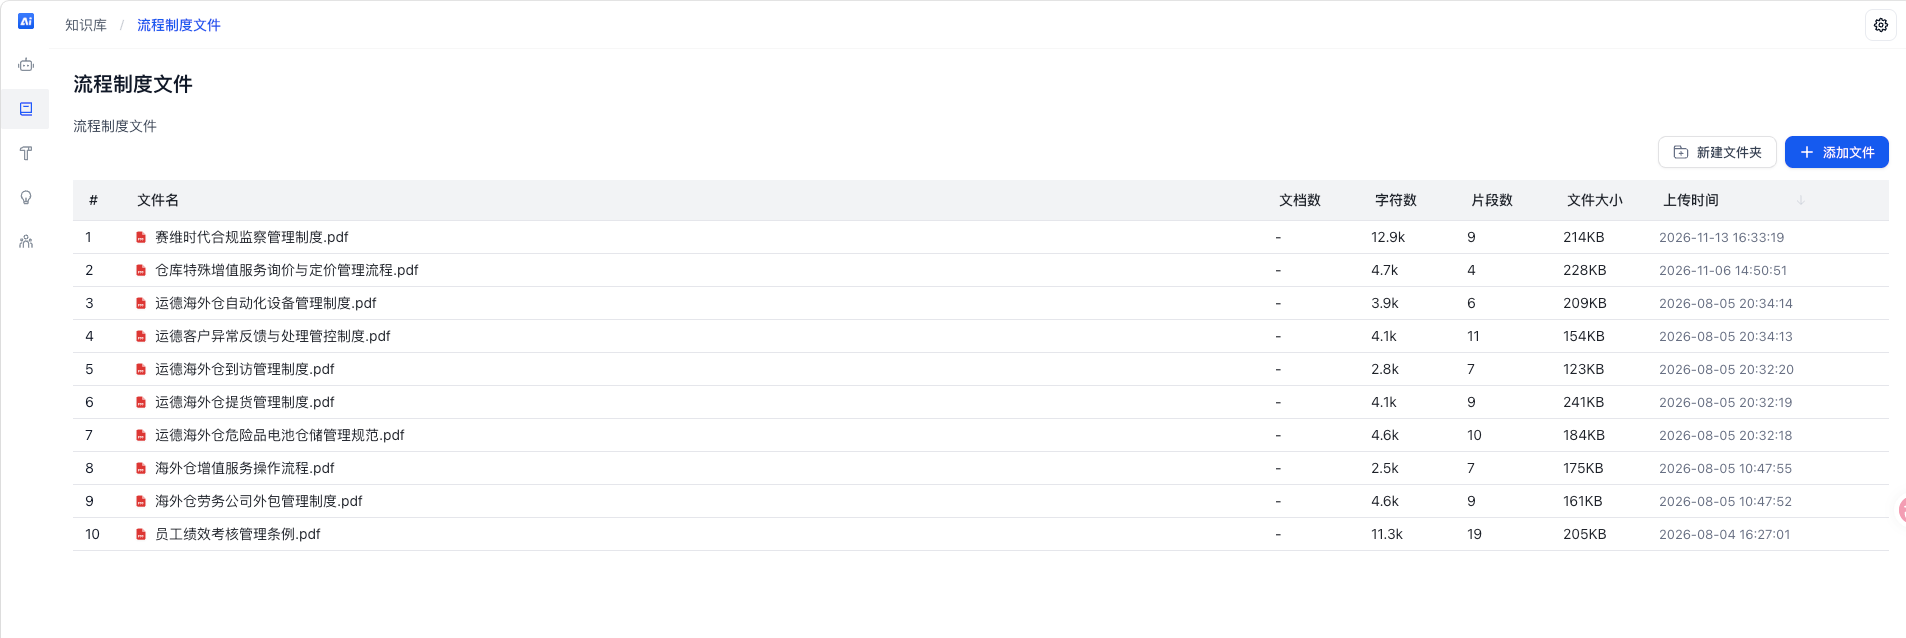 Ai 知识库 / 流程制度文件
流程制度文件
流程制度文件
新建文件夹 + 添加文件
# 文件名 文档数 字符数 片段数 文件大小 上传时间 ↓
1 赛维时代合规监察管理制度.pdf - 12.9k 9 214KB 2026-11-13 16:33:19
2 仓库特殊增值服务询价与定价管理流程.pdf - 4.7k 4 228KB 2026-11-06 14:50:51
3 运德海外仓自动化设备管理制度.pdf - 3.9k 6 209KB 2026-08-05 20:34:14
4 运德客户异常反馈与处理管控制度.pdf - 4.1k 11 154KB 2026-08-05 20:34:13
5 运德海外仓到访管理制度.pdf - 2.8k 7 123KB 2026-08-05 20:32:20
6 运德海外仓提货管理制度.pdf - 4.1k 9 241KB 2026-08-05 20:32:19
7 运德海外仓危险品电池仓储管理规范.pdf - 4.6k 10 184KB 2026-08-05 20:32:18
8 海外仓增值服务操作流程.pdf - 2.5k 7 175KB 2026-08-05 10:47:55
9 海外仓劳务公司外包管理制度.pdf - 4.6k 9 161KB 2026-08-05 10:47:52
10 员工绩效考核管理条例.pdf - 11.3k 19 205KB 2026-08-04 16:27:01